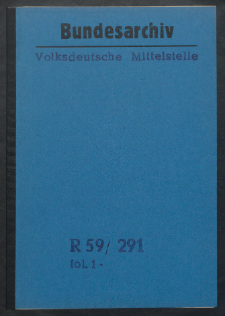 Bundesarchiv
Volksdeutsche Mittelstelle
R 59/ 291
fol. 1-